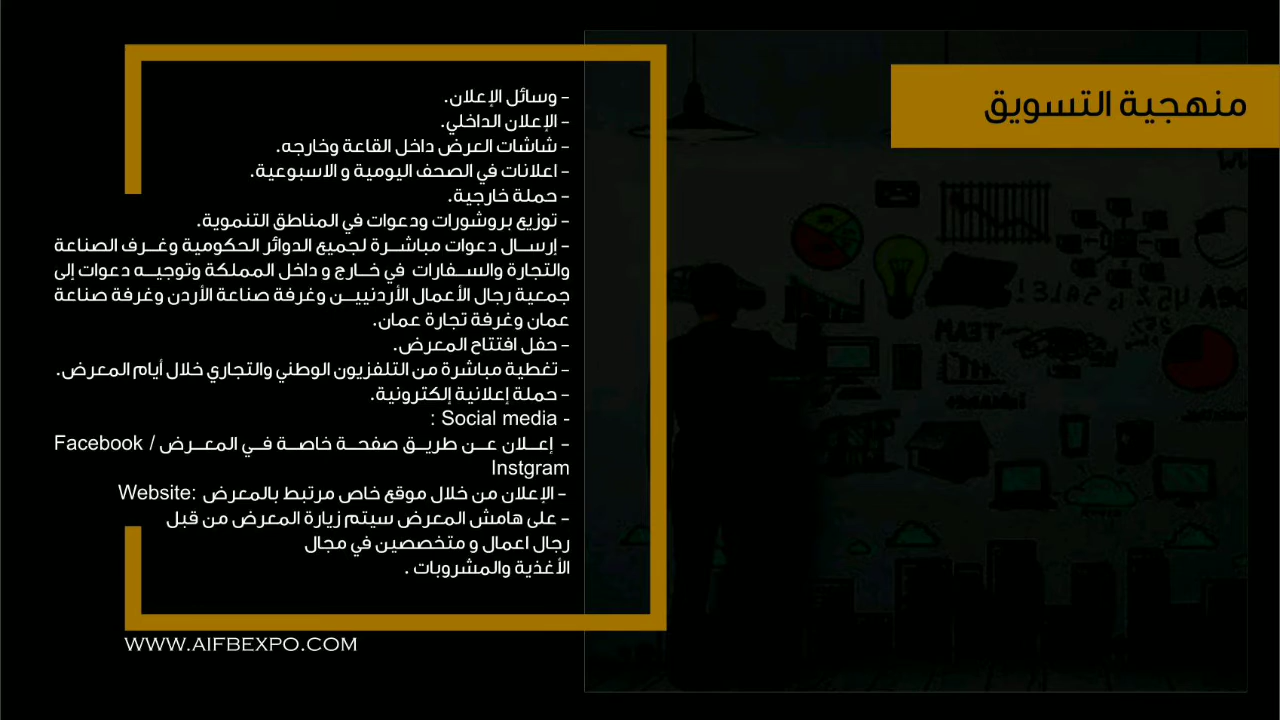 منهجية التسويق
- وسائل الإعلان.
- الإعلان الداخلي.
- شاشات العرض داخل القاعة وخارجه.
- اعلانات في الصحف اليومية و الاسبوعية.
- حملة خارجية.
- توزيع بروشورات ودعوات في المناطق التنموية.
- إرسال دعوات مباشرة لجميع الدوائر الحكومية وغرف الصناعة
والتجارة والسفارات في خارج و داخل المملكة وتوجيه دعوات إلى
جمعية رجال الأعمال الأردنيين وغرفة صناعة الأردن وغرفة صناعة
عمان وغرفة تجارة عمان.
- حفل افتتاح المعرض.
- تغطية مباشرة من التلفزيون الوطني والتجاري خلال أيام المعرض.
- حملة إعلانية إلكترونية.
- Social media :
- إعلان عن طريق صفحة خاصة في المعرض / Facebook
Instgram
- الإعلان من خلال موقع خاص مرتبط بالمعرض :Website
- على هامش المعرض سيتم زيارة المعرض من قبل
رجال اعمال و متخصصين في مجال
الأغذية والمشروبات .
WWW.AIFBEXPO.COM
TEAM